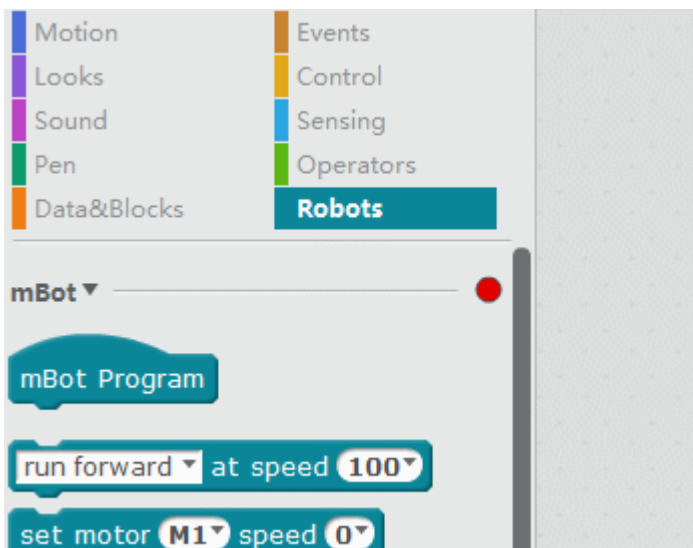 Motion
Events
Looks
Control
Sound
Sensing
Pen
Operators
Data&Blocks
Robots
mBot
mBot Program
run forward at speed 100
set motor M1 speed 0